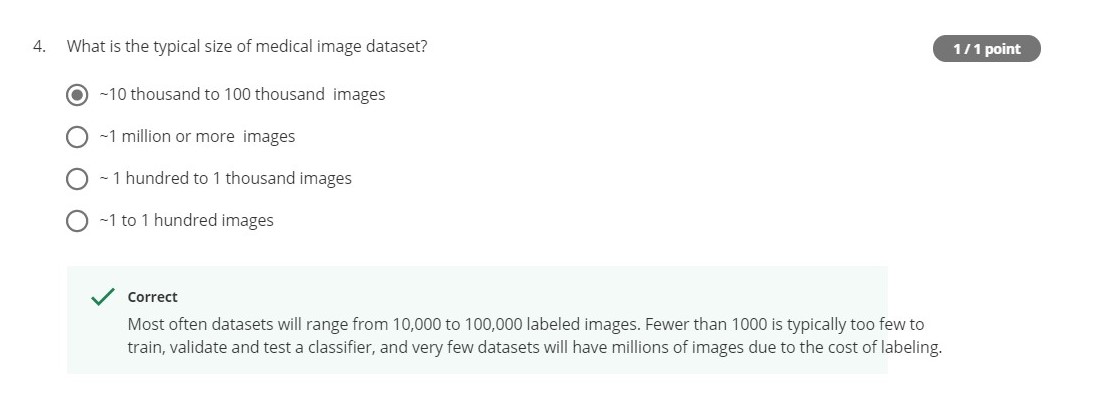 4. What is the typical size of medical image dataset?
1 / 1 point
~10 thousand to 100 thousand images
~1 million or more images
~ 1 hundred to 1 thousand images
~1 to 1 hundred images
Correct
Most often datasets will range from 10,000 to 100,000 labeled images. Fewer than 1000 is typically too few to
train, validate and test a classifier, and very few datasets will have millions of images due to the cost of labeling.